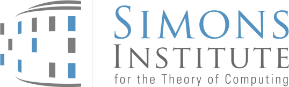 SIMONS
INSTITUTE
for the Theory of Computing